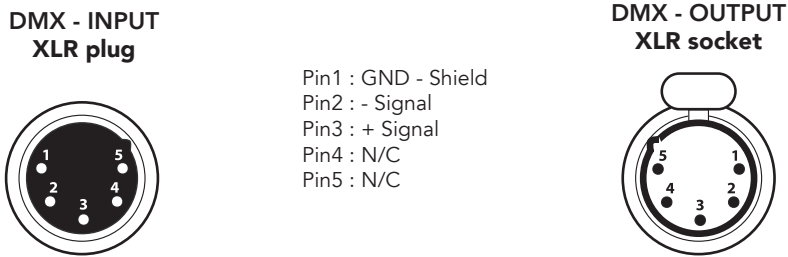 DMX - INPUT
XLR plug
1
5
2
4
3
Pin1 : GND - Shield
Pin2 : - Signal
Pin3 : + Signal
Pin4 : N/C
Pin5 : N/C
DMX - OUTPUT
XLR socket
5
1
4
2
3